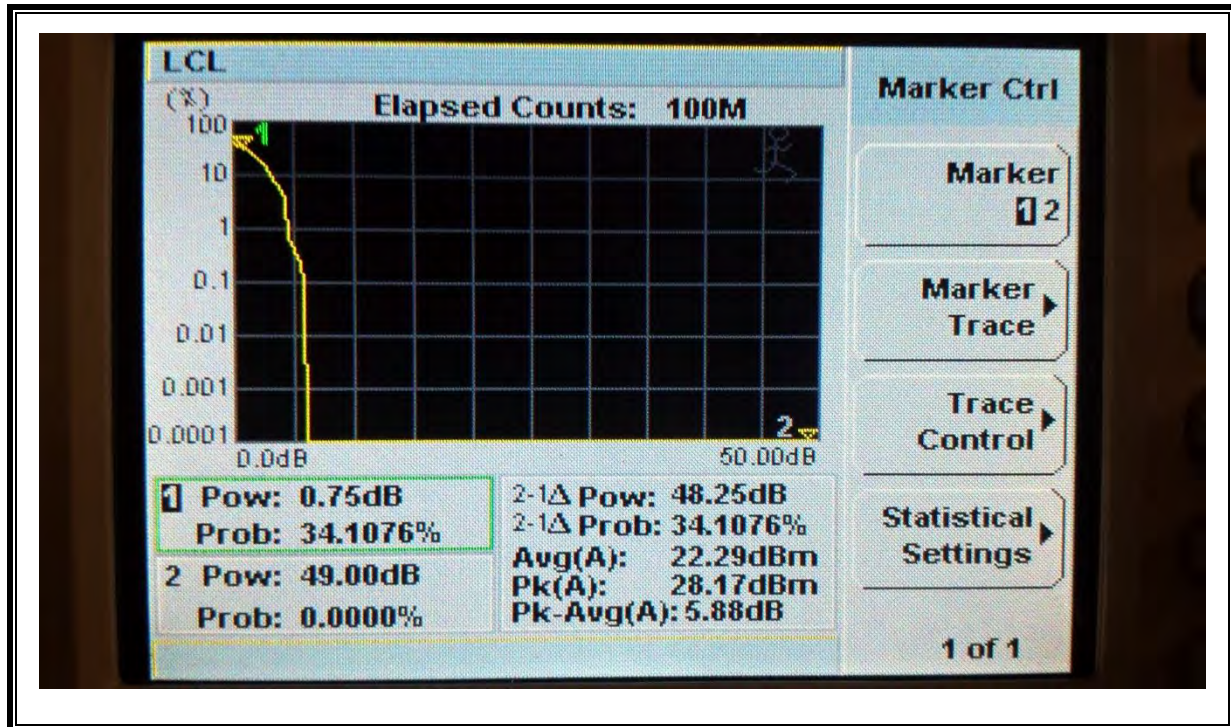 LCL
(%)
Elapsed Counts: 100M
100
10
1
0.1
0.01
0.001
0.0001
1
2
0.0dB
50.00dB
1 Pow: 0.75dB
Prob: 34.1076%
2 Pow: 49.00dB
Prob: 0.0000%
2-1Δ Pow: 48.25dB
2-1Δ Prob: 34.1076%
Avg(A): 22.29dBm
Pk(A): 28.17dBm
Pk-Avg(A): 5.88dB
Marker Ctrl
Marker
1 2
Marker
Trace
Trace
Control
Statistical
Settings
1 of 1